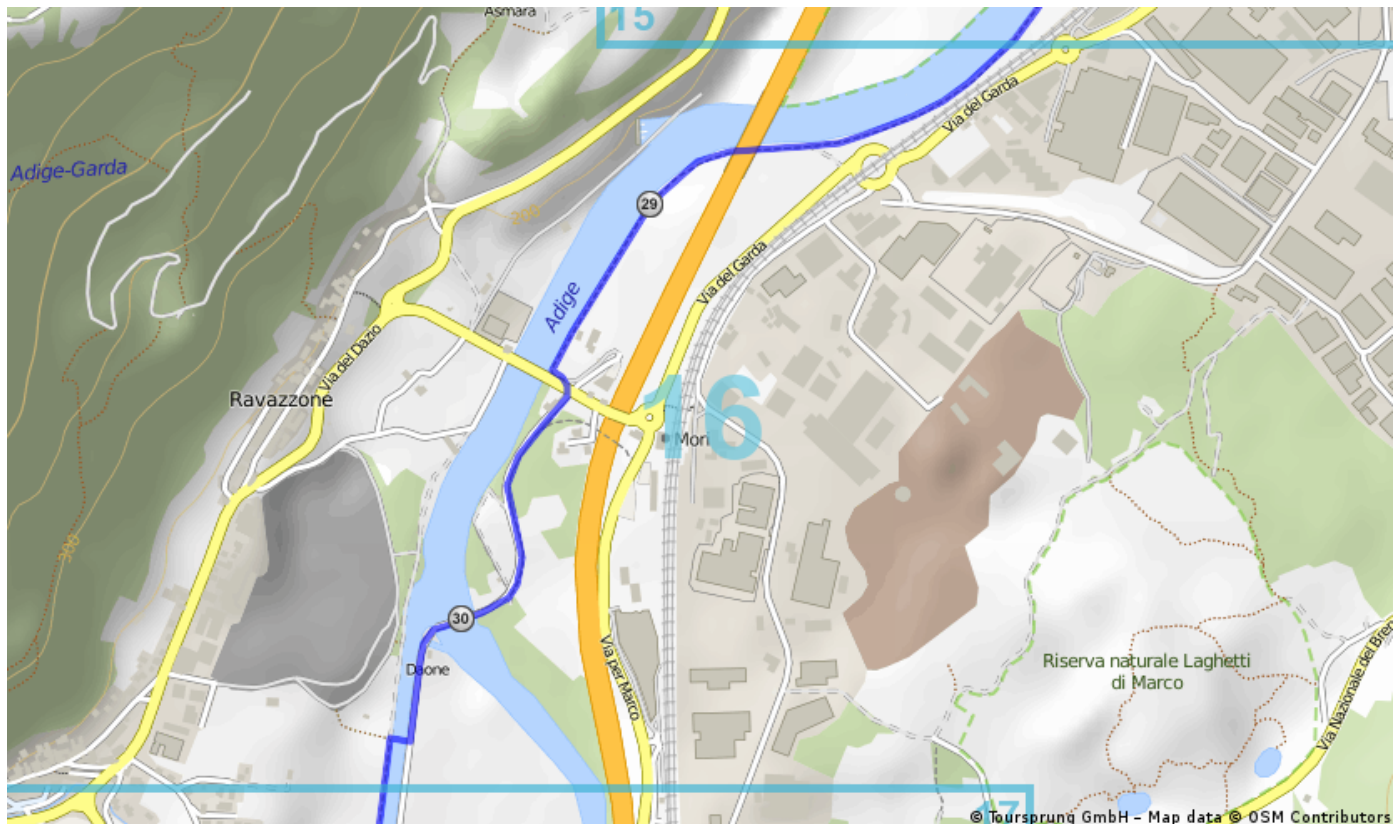 Asmara
15
Via del Garda
Adige-Garda
29
200
Via del Garda
Adige
Via del Dazio
Ravazzone
16
Mori
300
30
Via per Marco
Daone
Riserva naturale Laghetti
di Marco
Via Nazionale del Bren
17
© Toursprung GmbH – Map data © OSM Contributors